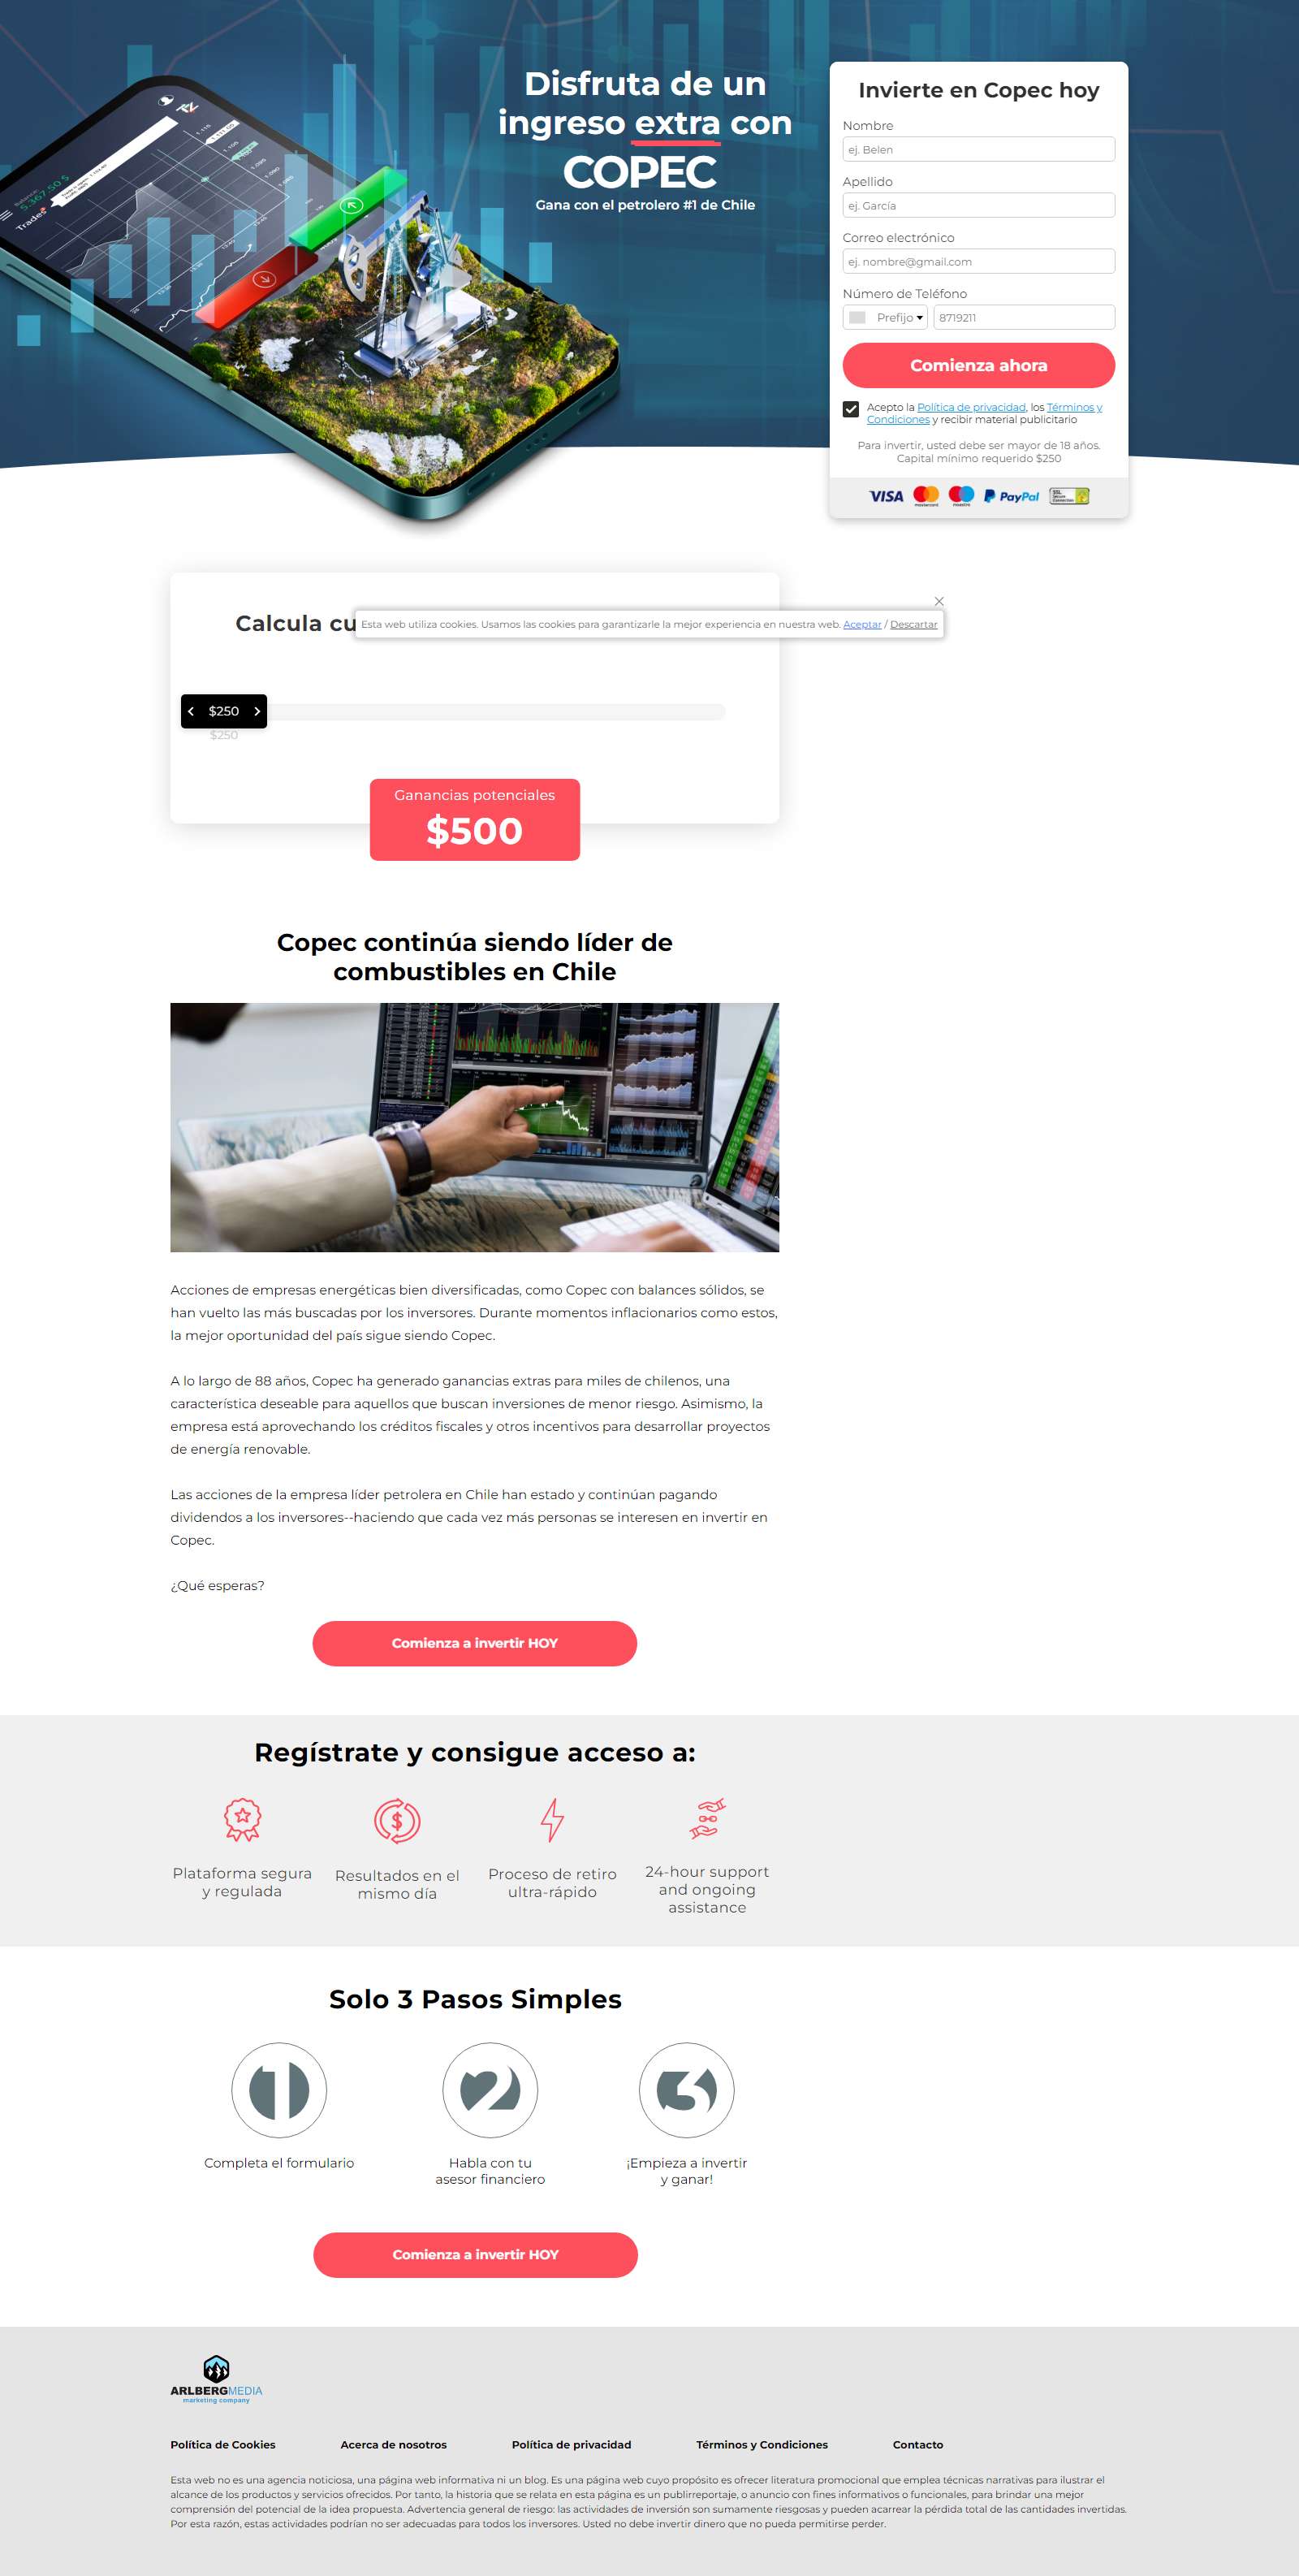 Disfruta de un
ingreso extra con
COPEC
Gana con el petrolero #1 de Chile
Balance:
5,367.50 $
Trades
Invierte en Copec hoy
Nombre
ej. Belen
Apellido
ej. García
Correo electrónico
ej. nombre@gmail.com
Número de Teléfono
Prefijo
8719211
Comienza ahora
Acepto la Política de privacidad, los Términos y
Condiciones y recibir material publicitario
Para invertir, usted debe ser mayor de 18 años.
Capital mínimo requerido $250
VISA mastercard maestro PayPal SSL Secure Connection
Calcula cu
Esta web utiliza cookies. Usamos las cookies para garantizarle la mejor experiencia en nuestra web. Aceptar / Descartar
$250
$250
Ganancias potenciales
$500
Copec continúa siendo líder de
combustibles en Chile
Acciones de empresas energéticas bien diversificadas, como Copec con balances sólidos, se
han vuelto las más buscadas por los inversores. Durante momentos inflacionarios como estos,
la mejor oportunidad del país sigue siendo Copec.
A lo largo de 88 años, Copec ha generado ganancias extras para miles de chilenos, una
característica deseable para aquellos que buscan inversiones de menor riesgo. Asimismo, la
empresa está aprovechando los créditos fiscales y otros incentivos para desarrollar proyectos
de energía renovable.
Las acciones de la empresa líder petrolera en Chile han estado y continúan pagando
dividendos a los inversores--haciendo que cada vez más personas se interesen en invertir en
Copec.
¿Qué esperas?
Comienza a invertir HOY
Regístrate y consigue acceso a:
Plataforma segura
y regulada
Resultados en el
mismo día
Proceso de retiro
ultra-rápido
24-hour support
and ongoing
assistance
Solo 3 Pasos Simples
1
2
3
Completa el formulario
Habla con tu
asesor financiero
¡Empieza a invertir
y ganar!
Comienza a invertir HOY
ARLBERGMEDIA
marketing company
Política de Cookies
Acerca de nosotros
Política de privacidad
Términos y Condiciones
Contacto
Esta web no es una agencia noticiosa, una página web informativa ni un blog. Es una página web cuyo propósito es ofrecer literatura promocional que emplea técnicas narrativas para ilustrar el
alcance de los productos y servicios ofrecidos. Por tanto, la historia que se relata en esta página es un publirreportaje, o anuncio con fines informativos o funcionales, para brindar una mejor
comprensión del potencial de la idea propuesta. Advertencia general de riesgo: las actividades de inversión son sumamente riesgosas y pueden acarrear la pérdida total de las cantidades invertidas.
Por esta razón, estas actividades podrían no ser adecuadas para todos los inversores. Usted no debe invertir dinero que no pueda permitirse perder.